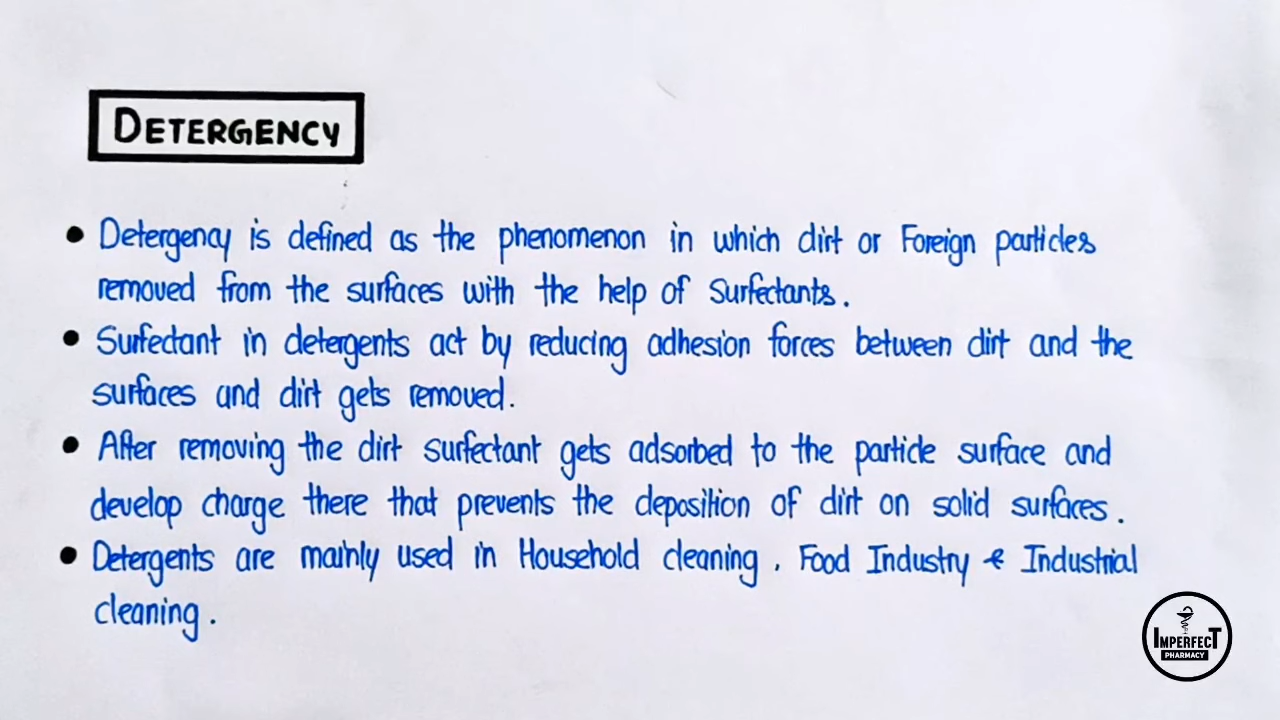 DETERGENCY
• Detergency is defined as the phenomenon in which dirt or Foreign particles
removed from the surfaces with the help of Surfectants.
• Surfectant in detergents act by reducing adhesion forces between dirt and the
surfaces and dirt gets removed.
• After removing the dirt surfectant gets adsorbed to the particle surface and
develop charge there that prevents the deposition of dirt on solid surfaces.
• Detergents are mainly used in Household cleaning, Food Industry & Industrial
cleaning.
IMPERFECT
PHARMACY